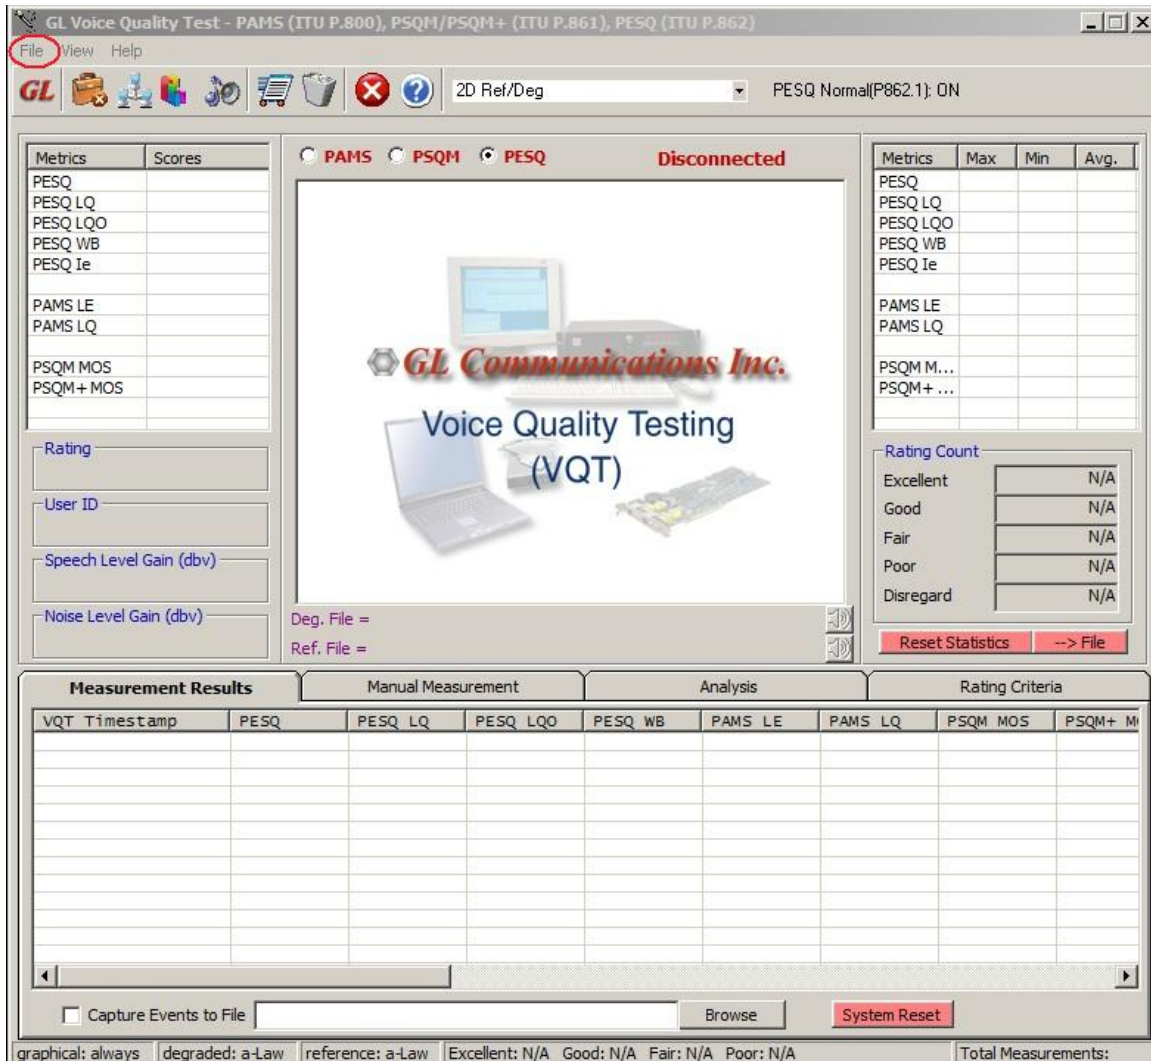 GL Voice Quality Test - PAMS (ITU P.800), PSQM/PSQM+ (ITU P.861), PESQ (ITU P.862)
File View Help
GL 2D Ref/Deg PESQ Normal(P862.1): ON
Metrics Scores
PESQ
PESQ LQ
PESQ LQO
PESQ WB
PESQ Ie
PAMS LE
PAMS LQ
PSQM MOS
PSQM+ MOS
Rating
User ID
Speech Level Gain (dbv)
Noise Level Gain (dbv)
PAMS PSQM PESQ Disconnected
GL Communications Inc.
Voice Quality Testing
(VQT)
Deg. File =
Ref. File =
Metrics Max Min Avg.
PESQ
PESQ LQ
PESQ LQO
PESQ WB
PESQ Ie
PAMS LE
PAMS LQ
PSQM M...
PSQM+ ...
Rating Count
Excellent N/A
Good N/A
Fair N/A
Poor N/A
Disregard N/A
Reset Statistics --> File
Measurement Results Manual Measurement Analysis Rating Criteria
VQT Timestamp PESQ PESQ LQ PESQ LQO PESQ WB PAMS LE PAMS LQ PSQM MOS PSQM+ M
Capture Events to File Browse System Reset
graphical: always degraded: a-Law reference: a-Law Excellent: N/A Good: N/A Fair: N/A Poor: N/A Total Measurements: